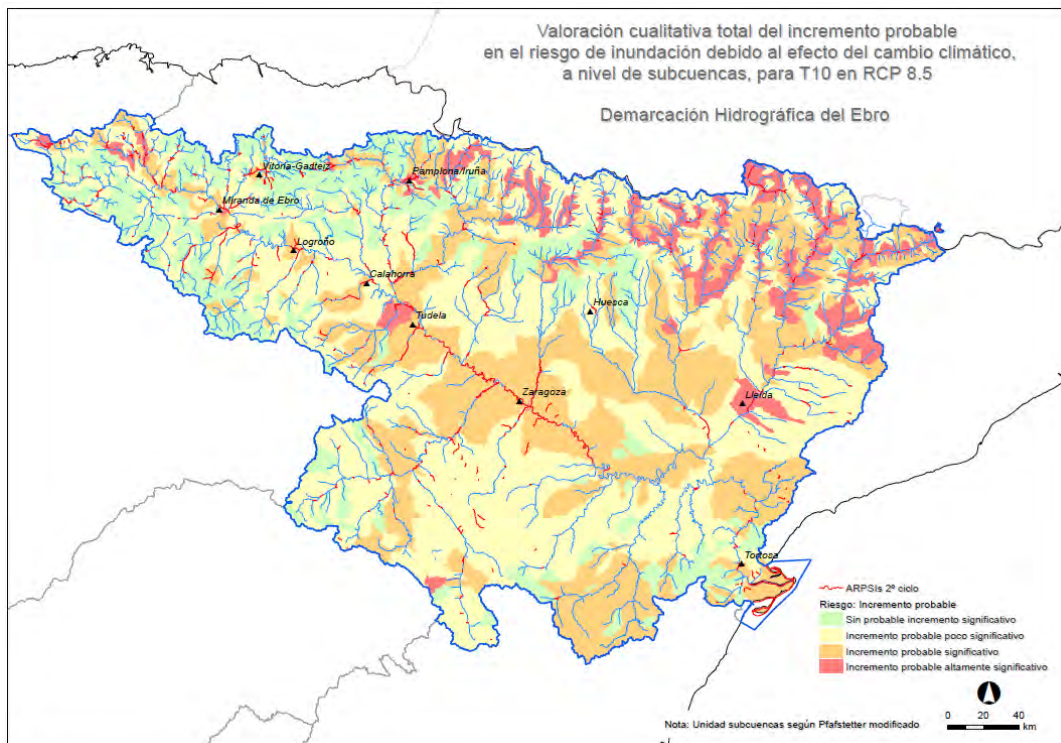 Valoración cualitativa total del incremento probable
en el riesgo de inundación debido al efecto del cambio climático,
a nivel de subcuencas, para T10 en RCP 8.5
Demarcación Hidrográfica del Ebro
Vitoria-Gasteiz
Pamplona/Iruña
Miranda de Ebro
Logroño
Calahorra
Huesca
Tudela
Zaragoza
Lleida
Tortosa
ARPSIs 2º ciclo
Riesgo: Incremento probable
Sin probable incremento significativo
Incremento probable poco significativo
Incremento probable significativo
Incremento probable altamente significativo
Nota: Unidad subcuencas según Pfafstetter modificado
0 20 40
km